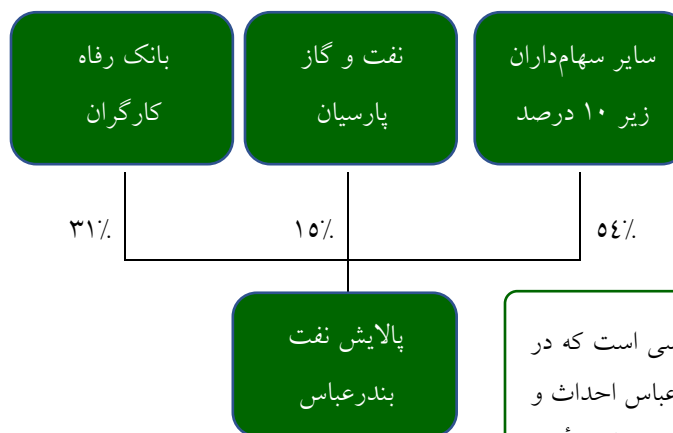 سایر سهام‌داران
زیر ۱۰ درصد
نفت و گاز
پارسیان
بانک رفاه
کارگران
۵٤٪
۱۵٪
۳۱٪
پالایش نفت
بندرعباس
است که در
احداث و